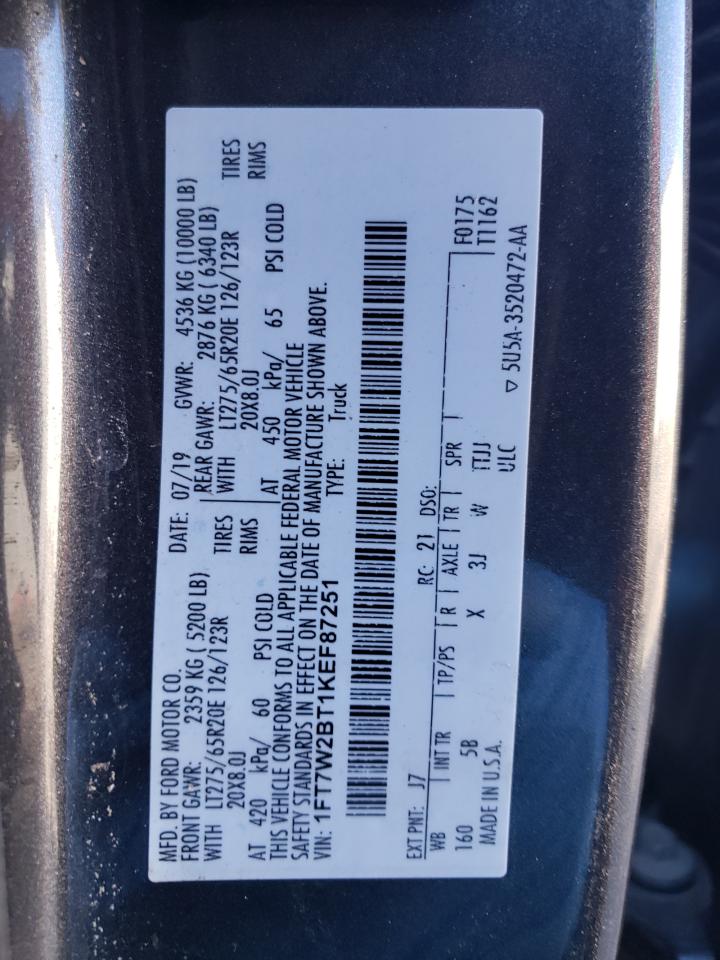 MFD. BY FORD MOTOR CO.
DATE: 07/19 GVWR: 4536 KG (10000 LB)
FRONT GAWR: 2359 KG ( 5200 LB) REAR GAWR: 2876 KG ( 6340 LB)
WITH LT275/65R20E 126/123R TIRES WITH LT275/65R20E 126/123R TIRES
20X8.0J RIMS 20X8.0J RIMS
AT 420 kPa/ 60 PSI COLD AT 450 kPa/ 65 PSI COLD
THIS VEHICLE CONFORMS TO ALL APPLICABLE FEDERAL MOTOR VEHICLE
SAFETY STANDARDS IN EFFECT ON THE DATE OF MANUFACTURE SHOWN ABOVE.
VIN: 1FT7W2BT1KEF87251 TYPE: Truck
EXT PNT: J7 RC: 21 DSO: F0175
WB INT TR TP/PS R AXLE TR SPR T1162
160 5B X 3J W TTJJ
MADE IN U.S.A. ULC
▽ 5U5A-3520472-AA